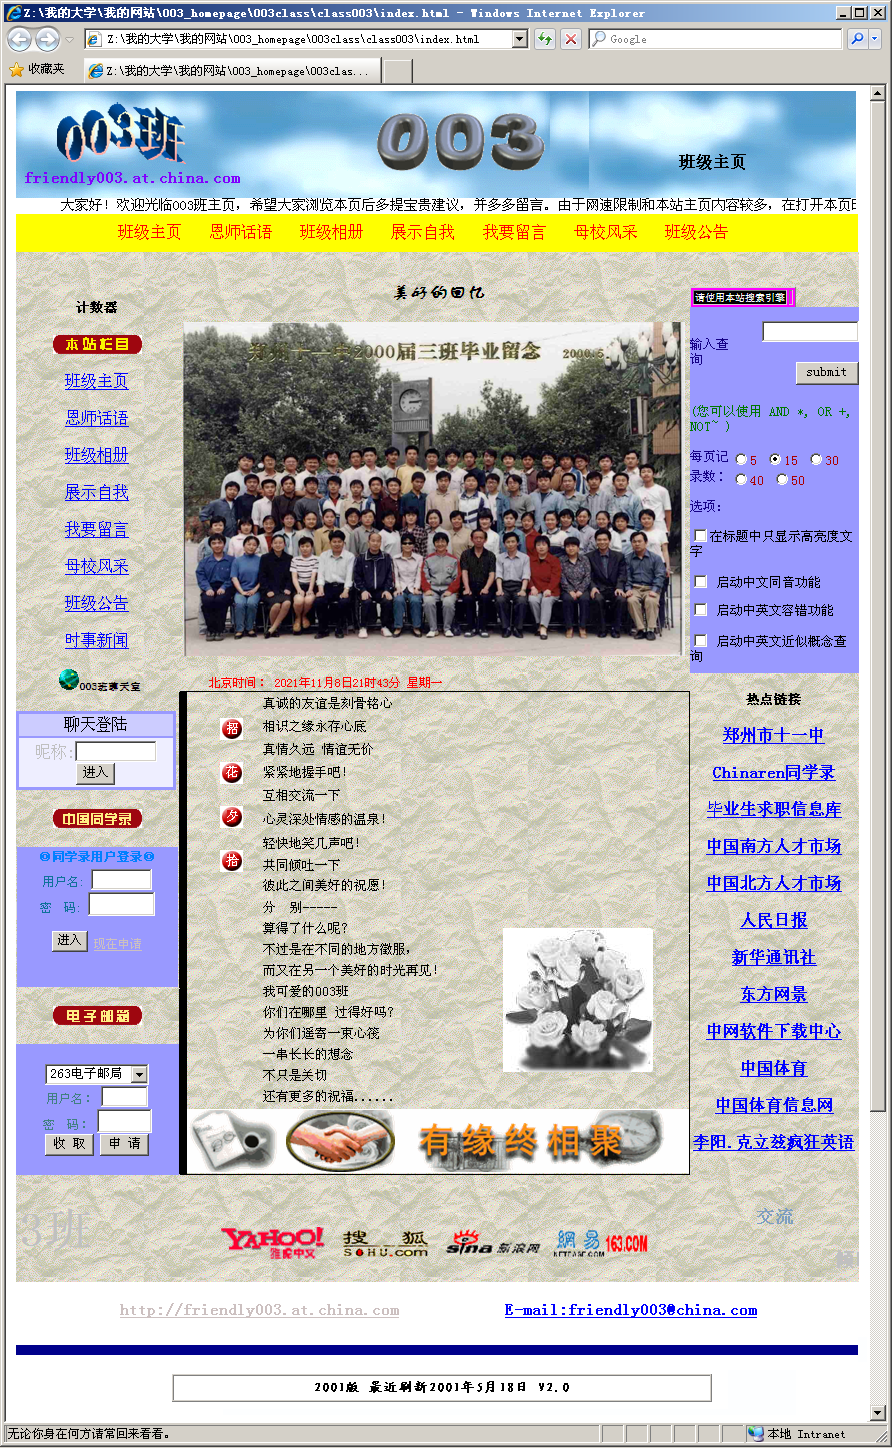 Z:\我的大学\我的网站\003_homepage\003class\class003\index.html - Windows Internet Explorer
Z:\我的大学\我的网站\003_homepage\003class\class003\index.html
Google
收藏夹
Z:\我的大学\我的网站\003_homepage\003clas...
003班
003
班级主页
friendly003.at.china.com
大家好! 欢迎光临003班主页，希望大家浏览本页后多提宝贵建议，并多多留言。由于网速限制和本站主页内容较多，在打开本页时
班级主页 恩师话语 班级相册 展示自我 我要留言 母校风采 班级公告
计数器
本站栏目
班级主页
恩师话语
班级相册
展示自我
我要留言
母校风采
班级公告
时事新闻
003班聊天室
聊天登陆
昵称:
进入
中国同学录
同学录用户登录
用户名:
密 码:
进入 现在申请
电子邮箱
263电子邮局
用户名:
密 码:
收 取 申 请
美好的回忆
郑州十一中2000届三班毕业留念 2000.5.
北京时间： 2021年11月8日21时43分 星期一
招
花
夕
拾
真诚的友谊是刻骨铭心
相识之缘永存心底
真情久远 情谊无价
紧紧地握手吧!
互相交流一下
心灵深处情感的温泉!
轻快地笑几声吧!
共同倾吐一下
彼此之间美好的祝愿!
分 别-----
算得了什么呢?
不过是在不同的地方徵服，
而又在另一个美好的时光再见!
我可爱的003班
你们在哪里 过得好吗?
为你们遥寄一束心莪
一串长长的想念
不只是关切
还有更多的祝福......
有缘终相聚
请使用本站搜索引擎
输入查询
submit
(您可以使用 AND *, OR +, NOT~ )
每页记录数： 5 15 30
40 50
选项:
在标题中只显示高亮度文字
启动中文同音功能
启动中英文容错功能
启动中英文近似概念查询
热点链接
郑州市十一中
Chinaren同学录
毕业生求职信息库
中国南方人才市场
中国北方人才市场
人民日报
新华通讯社
东方网景
中网软件下载中心
中国体育
中国体育信息网
李阳.克立兹疯狂英语
3班
YAHOO! 雅虎中文
搜狐 SOHU.com
sina 新浪网
網易 NETEASE.COM 163.COM
交流
http://friendly003.at.china.com E-mail:friendly003@china.com
2001版 最近刷新2001年5月18日 V2.0
无论你身在何方请常回来看看。
本地 Intranet